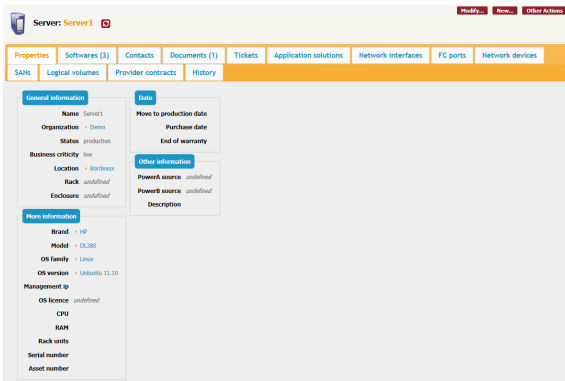 Modify... New... Other Actions
Server: Server1
Properties Softwares (3) Contacts Documents (1) Tickets Application solutions Network interfaces FC ports Network devices
SANs Logical volumes Provider contracts History
General information
Name Server1
Organization Demo
Status production
Business criticity low
Location Bordeaux
Rack undefined
Enclosure undefined
Date
Move to production date
Purchase date
End of warranty
Other information
PowerA source undefined
PowerB source undefined
Description
More information
Brand HP
Model DL380
OS family Linux
OS version Unbuntu 11.10
Management ip
OS licence undefined
CPU
RAM
Rack units
Serial number
Asset number